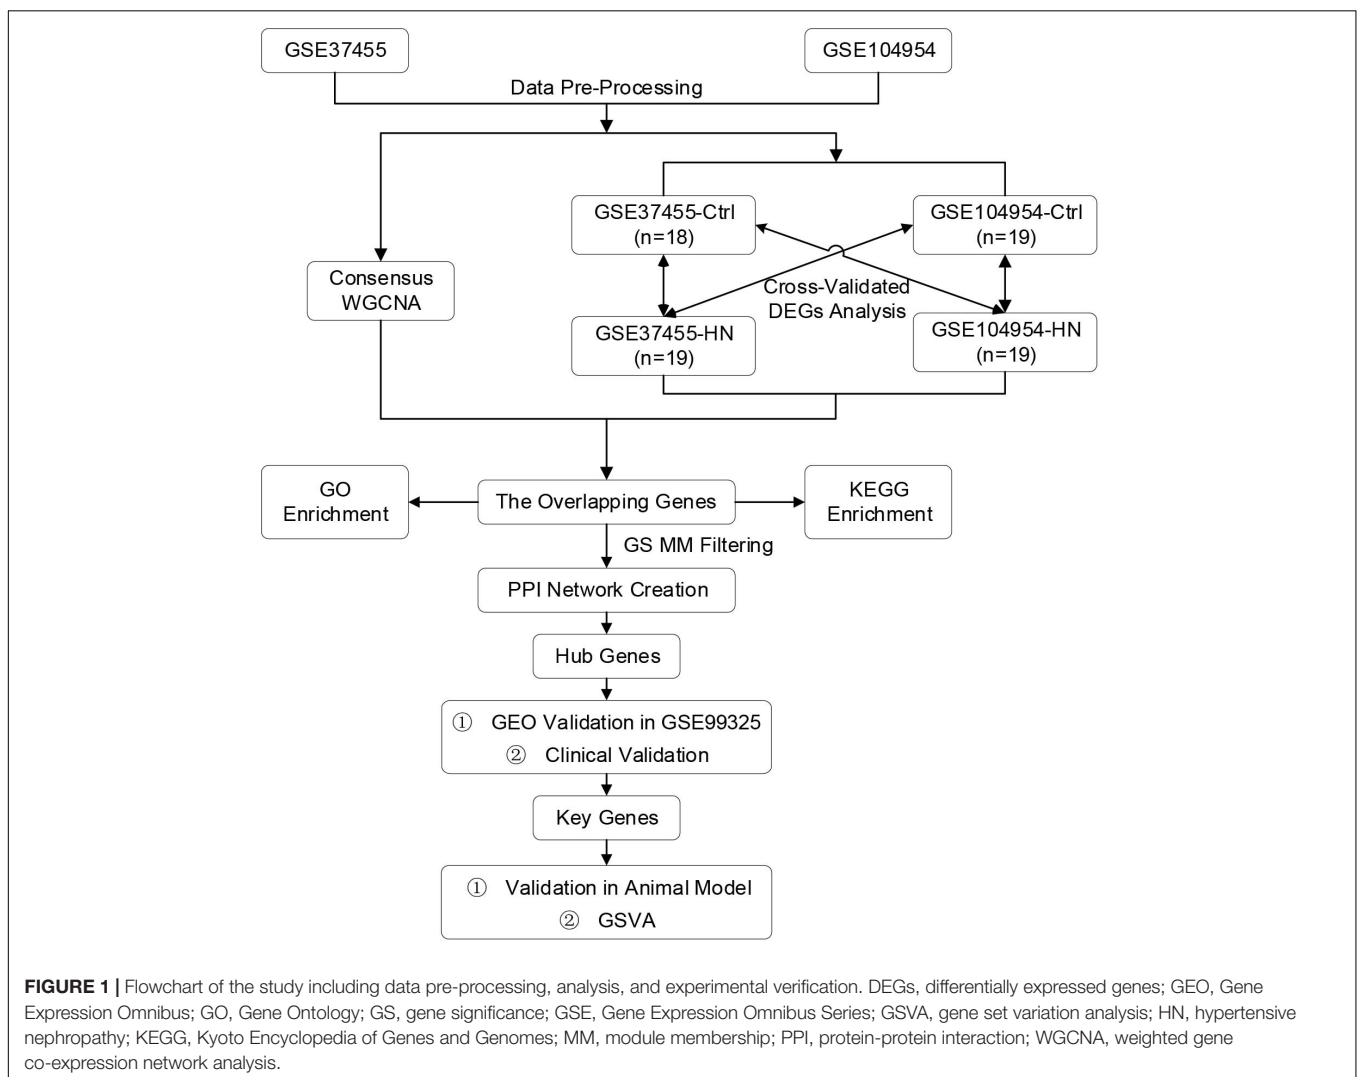 GSE37455
GSE104954
Data Pre-Processing
GSE37455-Ctrl
(n=18)
GSE104954-Ctrl
(n=19)
Consensus
WGCNA
Cross-Validated
DEGs Analysis
GSE37455-HN
(n=19)
GSE104954-HN
(n=19)
GO
Enrichment
The Overlapping Genes
KEGG
Enrichment
GS MM Filtering
PPI Network Creation
Hub Genes
① GEO Validation in GSE99325
② Clinical Validation
Key Genes
① Validation in Animal Model
② GSVA
FIGURE 1 | Flowchart of the study including data pre-processing, analysis, and experimental verification. DEGs, differentially expressed genes; GEO, Gene
Expression Omnibus; GO, Gene Ontology; GS, gene significance; GSE, Gene Expression Omnibus Series; GSVA, gene set variation analysis; HN, hypertensive
nephropathy; KEGG, Kyoto Encyclopedia of Genes and Genomes; MM, module membership; PPI, protein-protein interaction; WGCNA, weighted gene
co-expression network analysis.